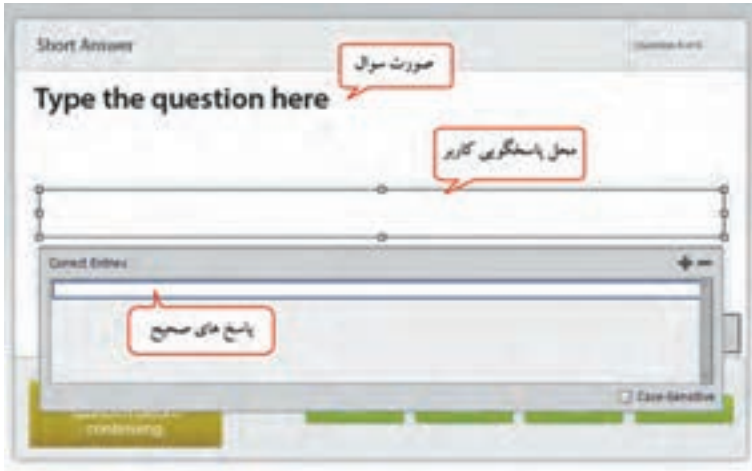 Short Answer
صورت سوال
Type the question here
محل پاسخگویی کاربر
Correct Entries
+ -
پاسخ های صحیح
Case-Sensitive
continuing.